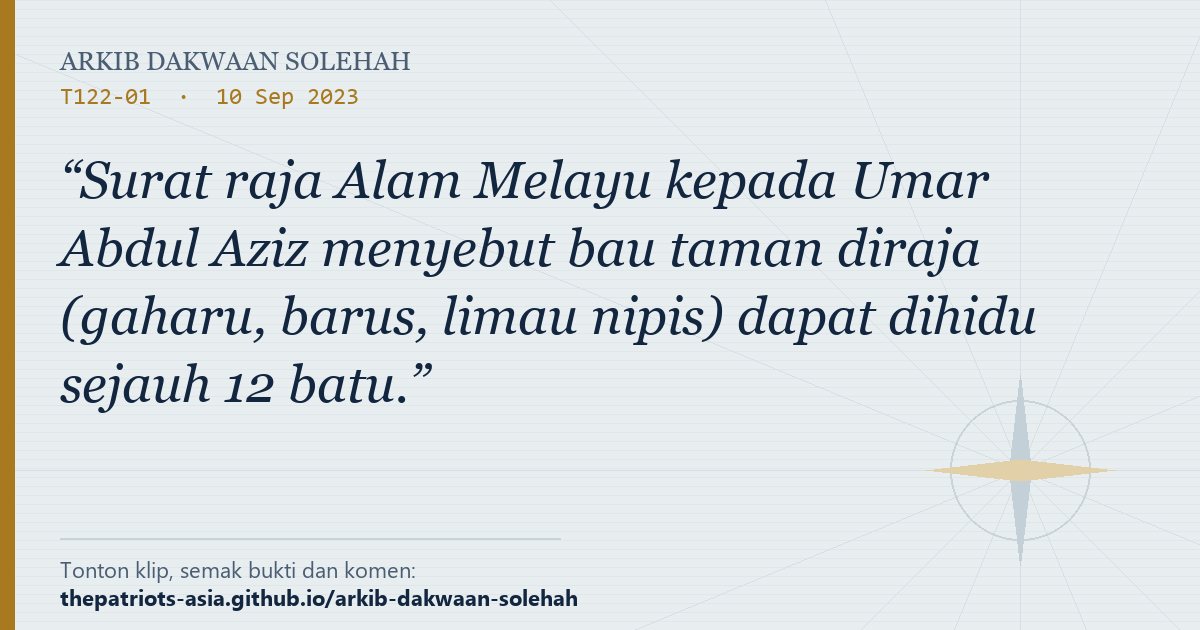 ARKIB DAKWAAN SOLEHAH
T122-01 · 10 Sep 2023
“Surat raja Alam Melayu kepada Umar
Abdul Aziz menyebut bau taman diraja
(gaharu, barus, limau nipis) dapat dihidu
sejauh 12 batu.”
Tonton klip, semak bukti dan komen:
thepatriots-asia.github.io/arkib-dakwaan-solehah